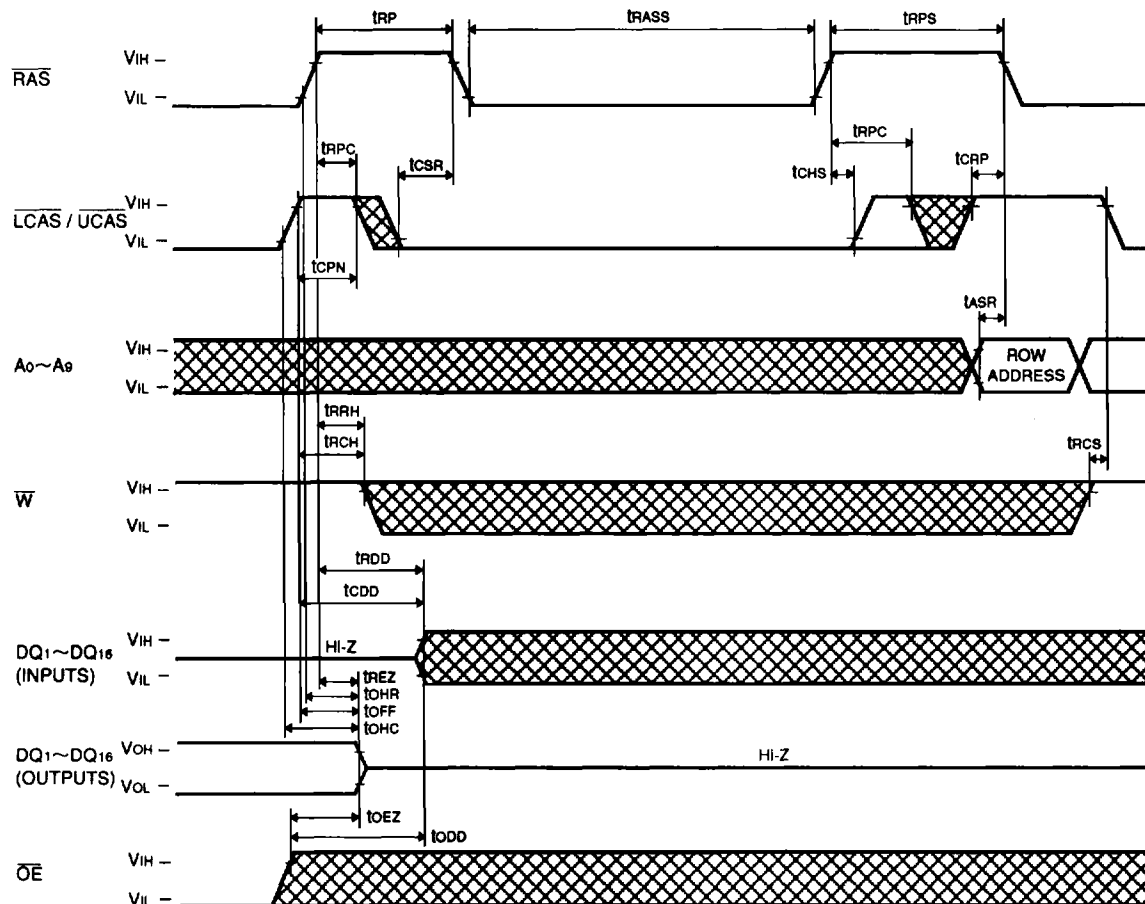 tRP tRASS tRPS
RAS VIH
VIL
tRPC tCSR tCHS tRPC tCRP
LCAS / UCAS VIH
VIL
tCPN
tASR
A0~A9 VIH
VIL
ROW
ADDRESS
tRRH
tRCH tRCS
W VIH
VIL
tRDD
tCDD
DQ1~DQ16
(INPUTS) VIH
VIL
HI-Z
tREZ
tOHR
tOFF
tOHC
DQ1~DQ16
(OUTPUTS) VOH
VOL
HI-Z
tOEZ
tODD
OE VIH
VIL